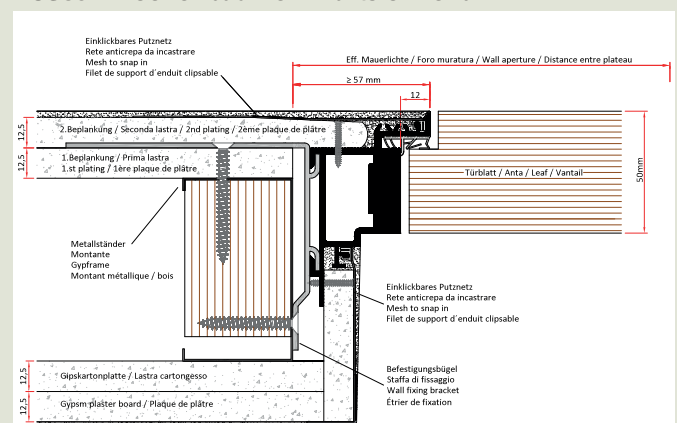 Einklickbares Putznetz
Rete anticrepa da incastrare
Mesh to snap in
Filet de support d´enduit clipsable
Eff. Mauerlichte / Foro muratura / Wall aperture / Distance entre plateau
≥ 57 mm
12
12,5
2.Beplankung / Seconda lastra / 2nd plating / 2ème plaque de plâtre
12,5
1.Beplankung / Prima lastra
1.st plating / 1ère plaque de plâtre
Türblatt / Anta / Leaf / Vantail
50mm
Metallständer
Montante
Gypframe
Montant métallique / bois
Einklickbares Putznetz
Rete anticrepa da incastrare
Mesh to snap in
Filet de support d´enduit clipsable
Befestigungsbügel
Staffa di fissaggio
Wall fixing bracket
Étrier de fixation
12,5
Gipskartonplatte / Lastra cartongesso
12,5
Gypsm plaster board / Plaque de plâtre